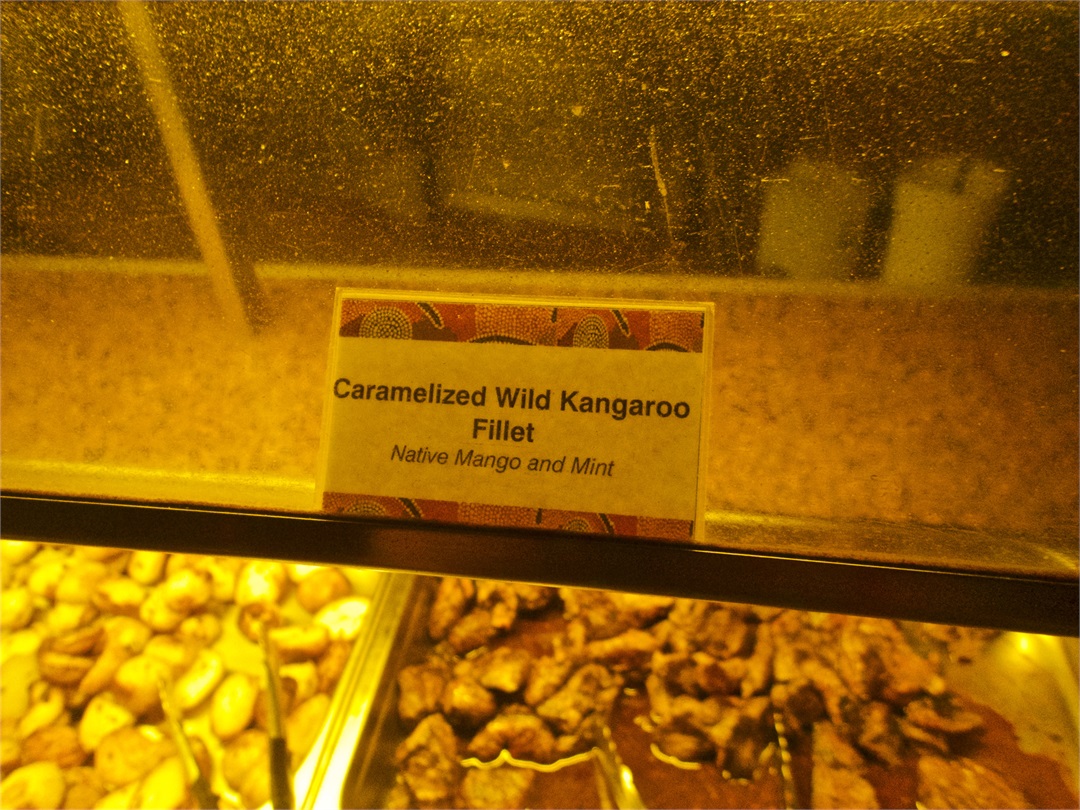 Caramelized Wild Kangaroo
Fillet
Native Mango and Mint